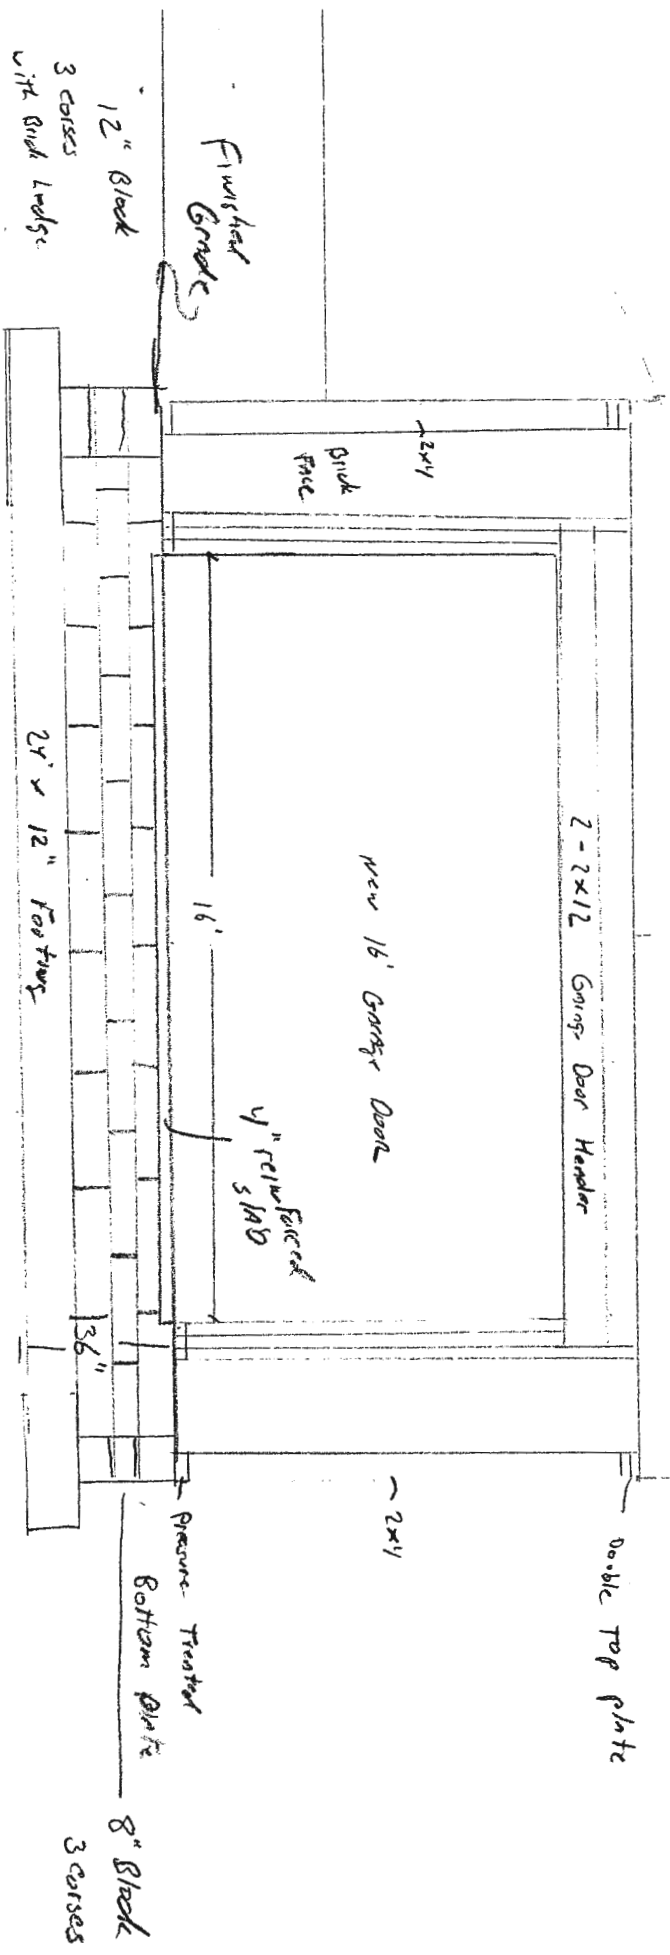 12" Block
3 corses
with Brick Ledge
Finished
Grade
2x4
Brick
Face
2 - 2x12 Garage Door Header
New 16' Garage Door
16'
4" reinforced
slab
24" x 12" Footing
36"
Double Top plate
2x4
Pressure Treated
Bottom plate
8" Block
3 corses